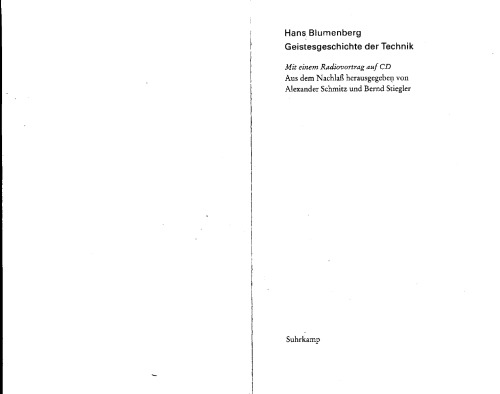 Hans Blumenberg
Geistesgeschichte der Technik
Mit einem Radiovortrag auf CD
Aus dem Nachlaß herausgegeben von
Alexander Schmitz und Bernd Stiegler
Suhrkamp